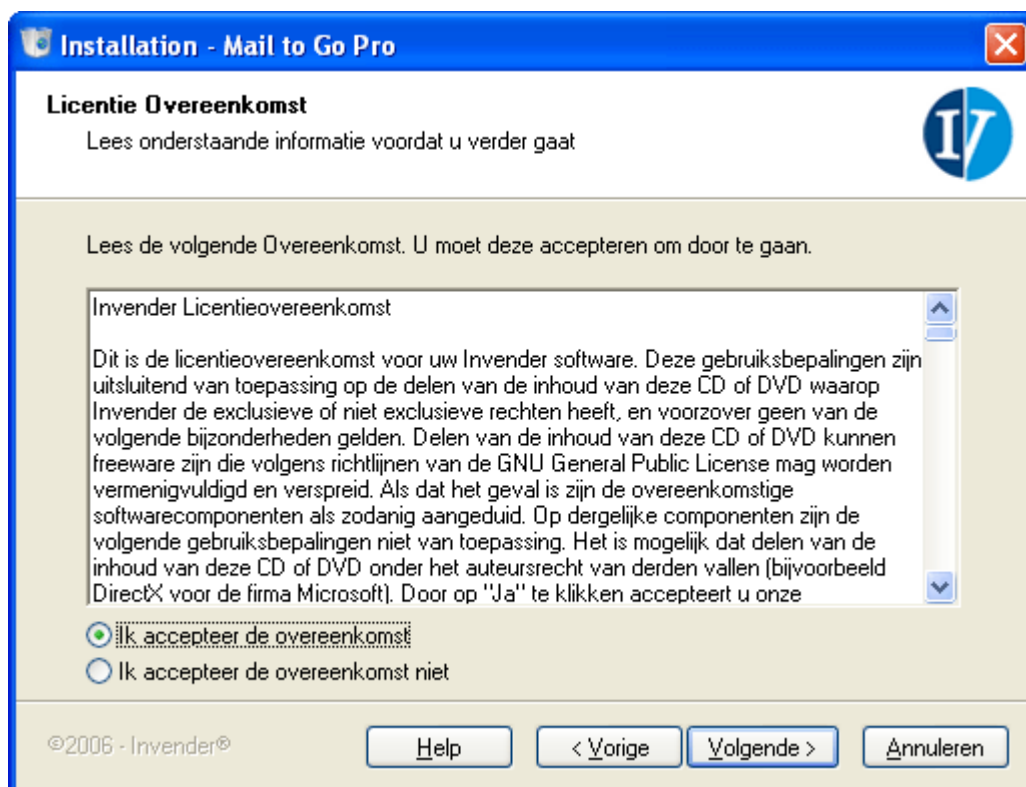 Installation - Mail to Go Pro
Licentie Overeenkomst
Lees onderstaande informatie voordat u verder gaat
IV
Lees de volgende Overeenkomst. U moet deze accepteren om door te gaan.
Invender Licentieovereenkomst
Dit is de licentieovereenkomst voor uw Invender software. Deze gebruiksbepalingen zijn
uitsluitend van toepassing op de delen van de inhoud van deze CD of DVD waarop
Invender de exclusieve of niet exclusieve rechten heeft, en voorzover geen van de
volgende bijzonderheden gelden. Delen van de inhoud van deze CD of DVD kunnen
freeware zijn die volgens richtlijnen van de GNU General Public License mag worden
vermenigvuldigd en verspreid. Als dat het geval is zijn de overeenkomstige
softwarecomponenten als zodanig aangeduid. Op dergelijke componenten zijn de
volgende gebruiksbepalingen niet van toepassing. Het is mogelijk dat delen van de
inhoud van deze CD of DVD onder het auteursrecht van derden vallen (bijvoorbeeld
DirectX voor de firma Microsoft). Door op "Ja" te klikken accepteert u onze
Ik accepteer de overeenkomst
Ik accepteer de overeenkomst niet
©2006 - Invender®
Help
< Vorige
Volgende >
Annuleren